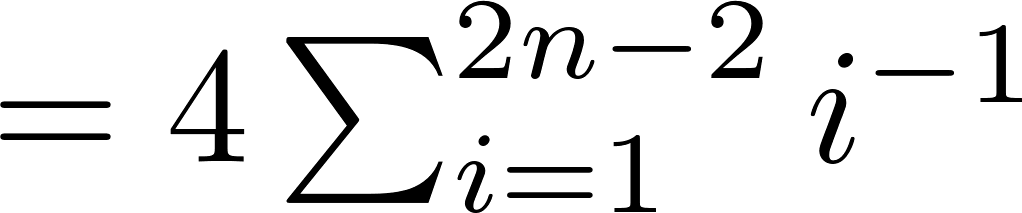 = 4 ∑_{i=1}^{2n−2} i^{−1}